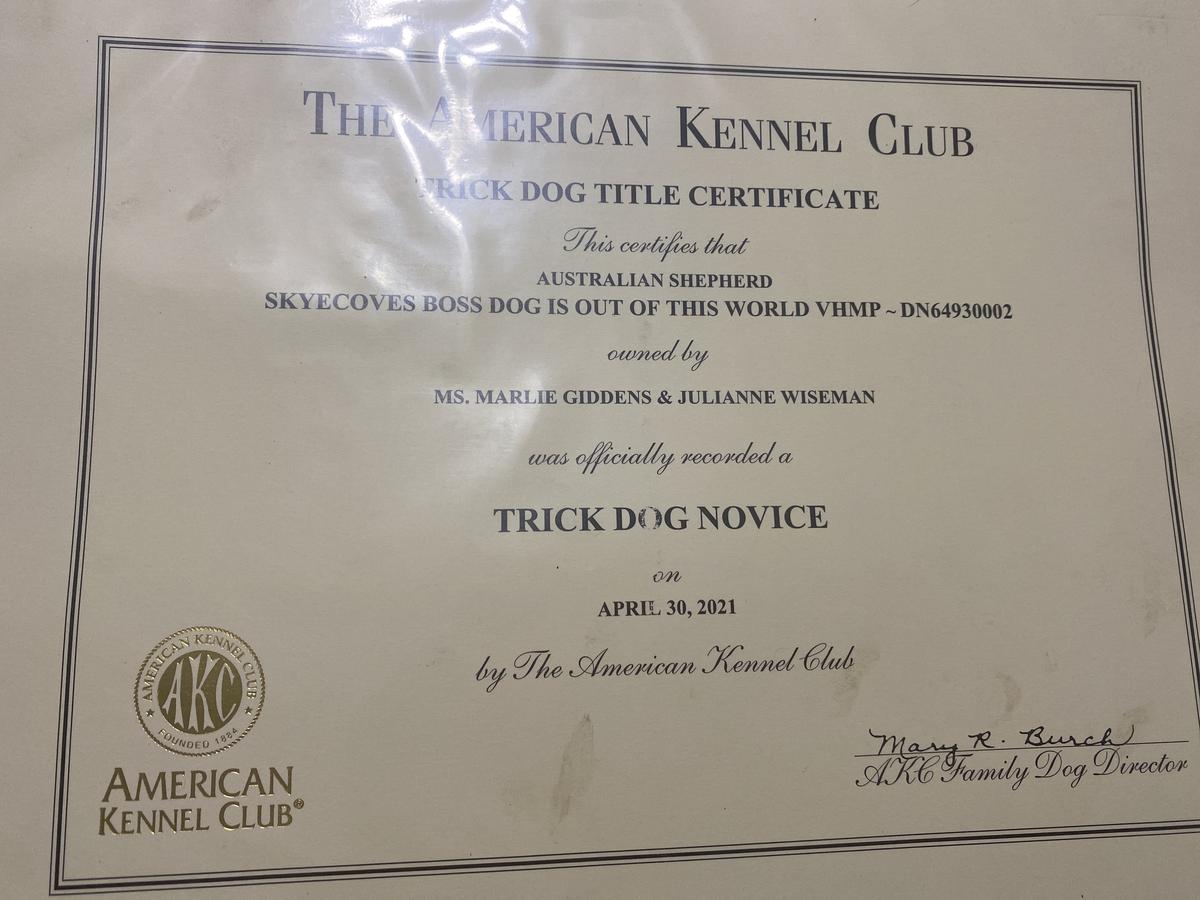 THE AMERICAN KENNEL CLUB
TRICK DOG TITLE CERTIFICATE
This certifies that
AUSTRALIAN SHEPHERD
SKYECOVES BOSS DOG IS OUT OF THIS WORLD VHMP ~ DN64930002
owned by
MS. MARLIE GIDDENS & JULIANNE WISEMAN
was officially recorded a
TRICK DOG NOVICE
on
APRIL 30, 2021
by The American Kennel Club
AMERICAN KENNEL CLUB
AKC
FOUNDED 1884
AMERICAN
KENNEL CLUB®
Mary R. Burch
AKC Family Dog Director